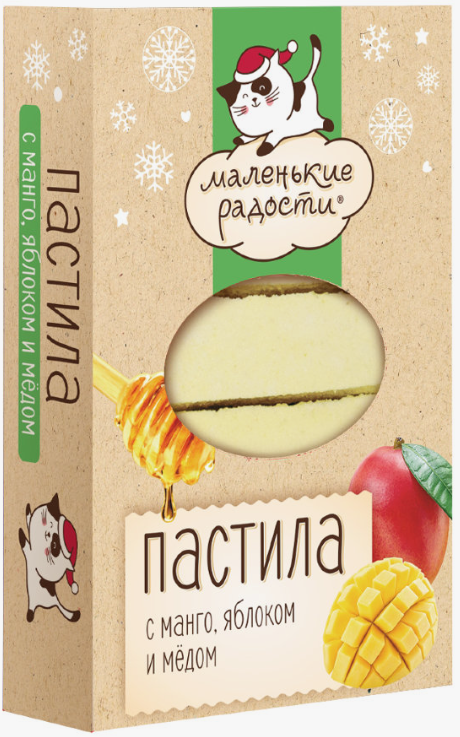 маленькие
радости®
пастила
с манго, яблоком и мёдом
пастила
с манго, яблоком
и мёдом